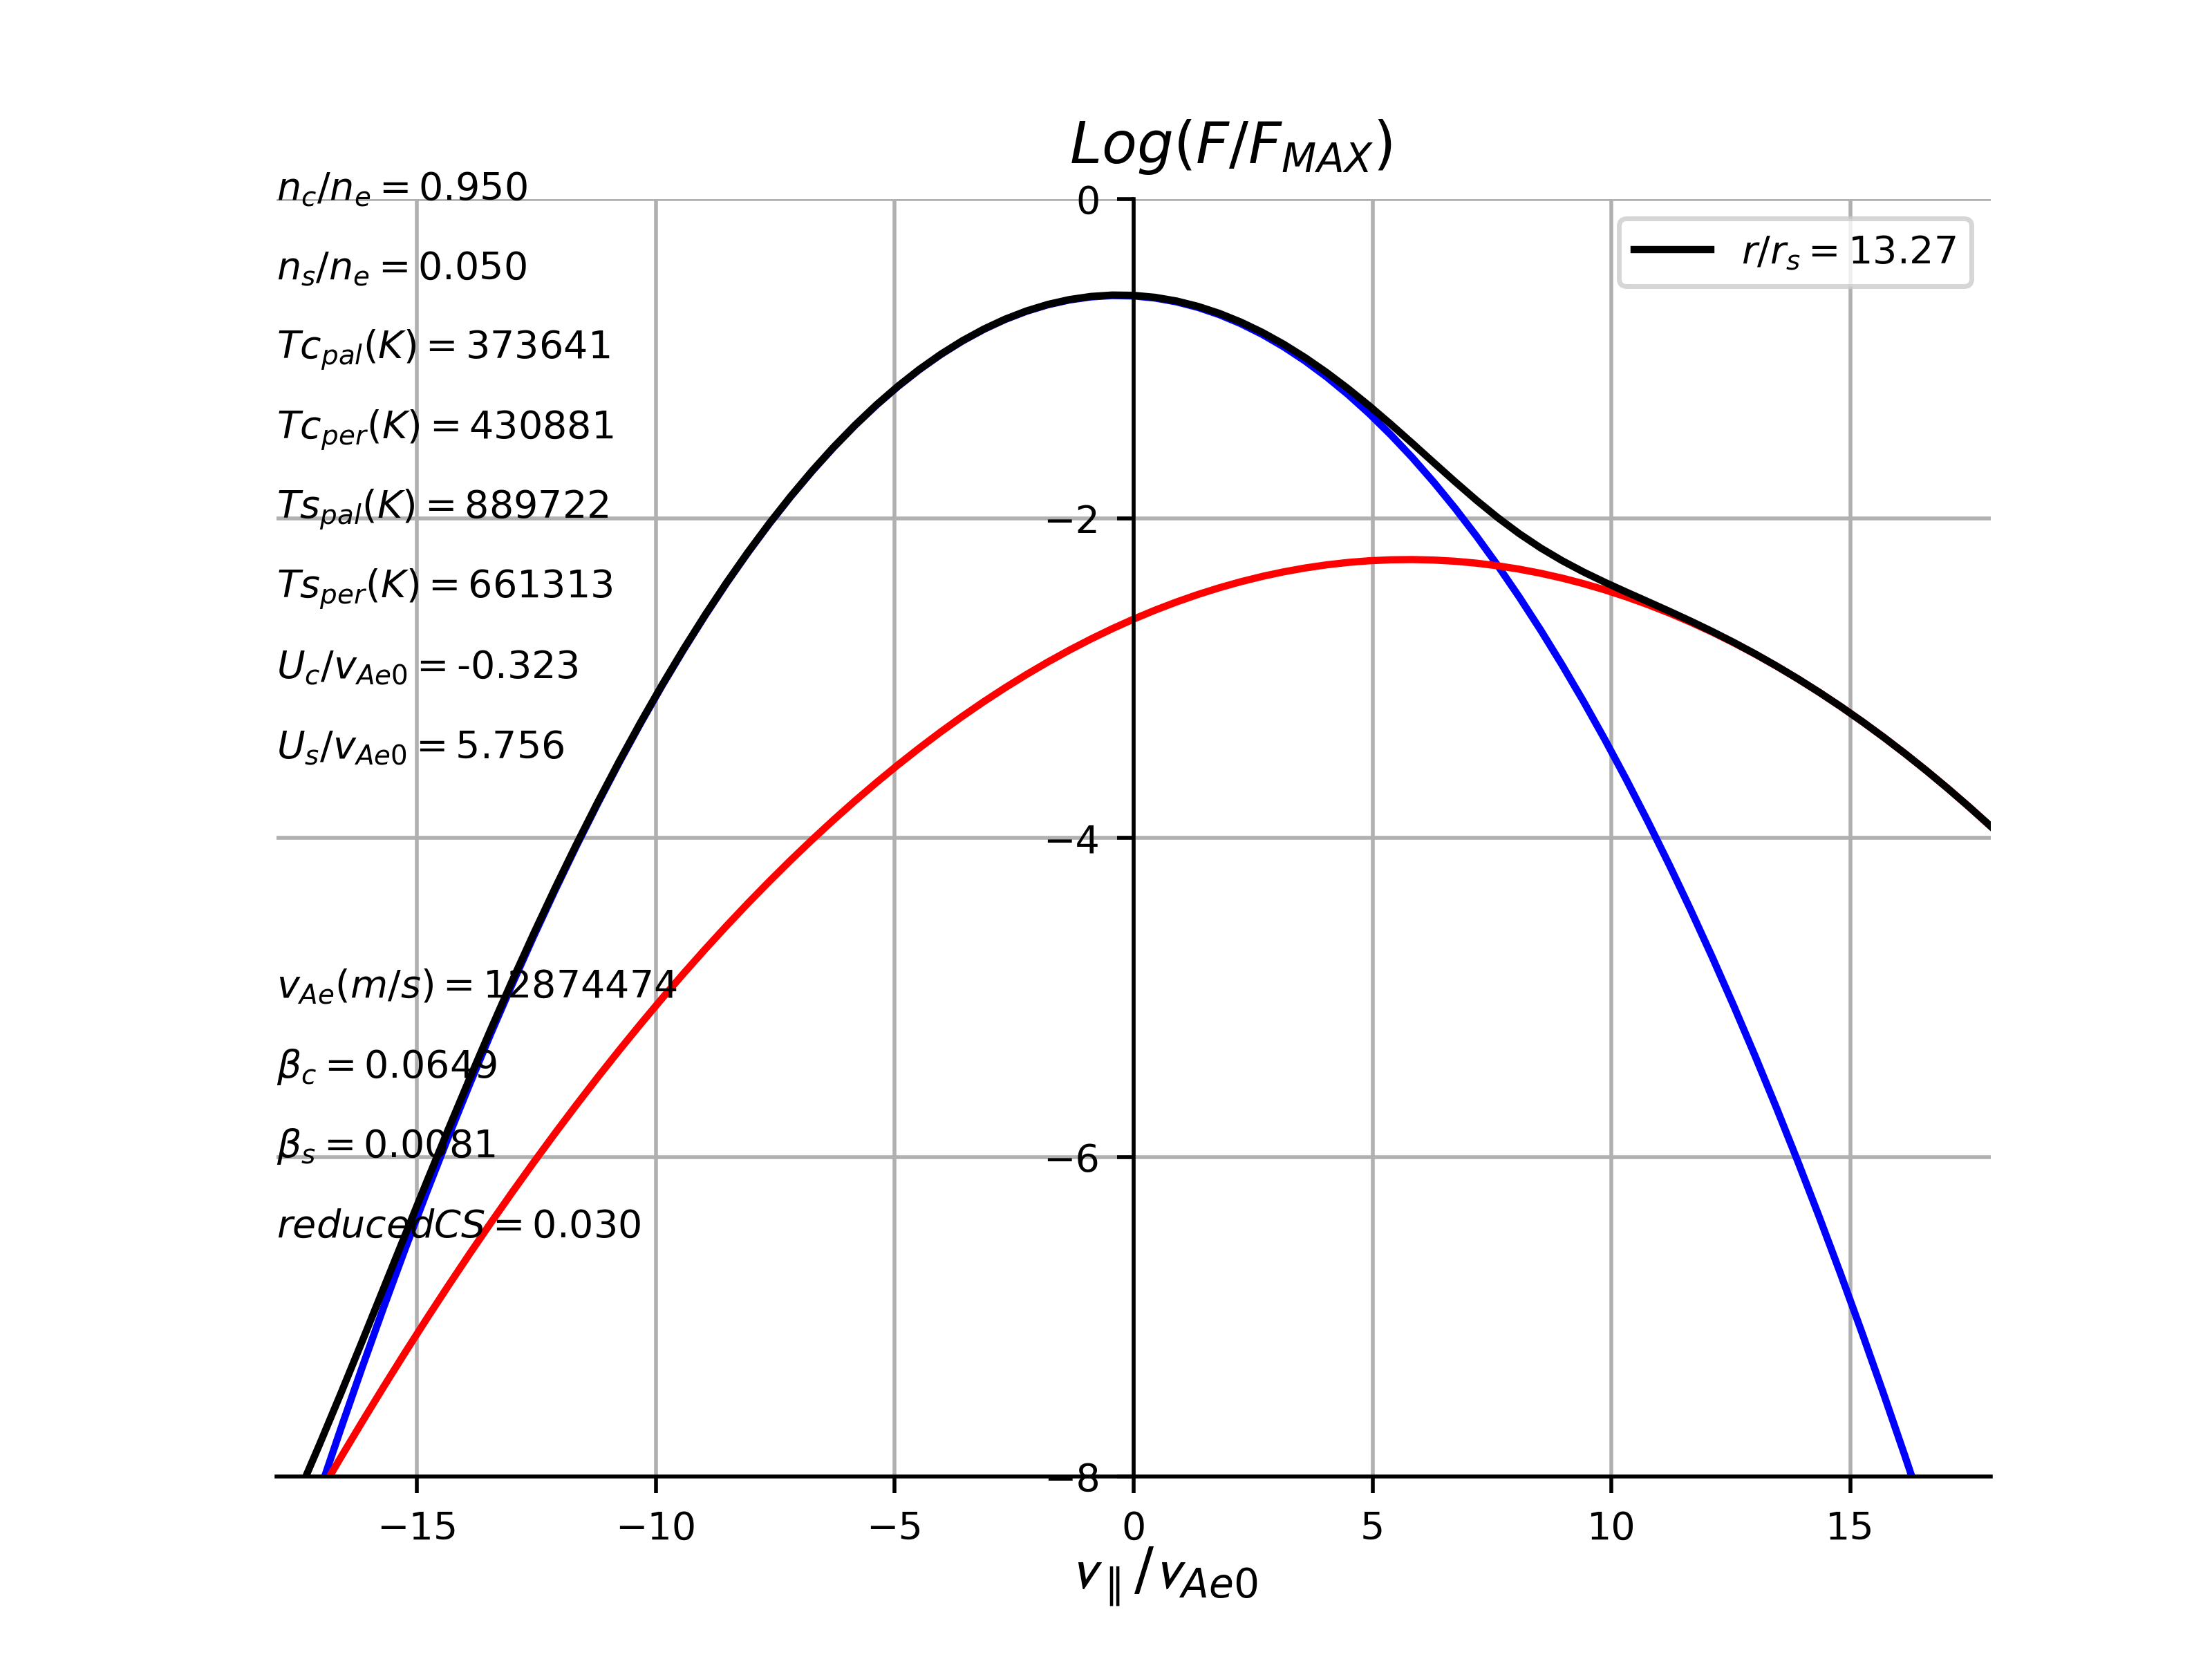 Log(F/F_MAX)
n_c/n_e = 0.950
n_s/n_e = 0.050
Tc_pal(K) = 373641
Tc_per(K) = 430881
Ts_pal(K) = 889722
Ts_per(K) = 661313
U_c/v_Ae0 = -0.323
U_s/v_Ae0 = 5.756
v_Ae(m/s) = 12874474
β_c = 0.0649
β_s = 0.0081
reducedCS = 0.030
r/r_s = 13.27
0
−2
−4
−6
−8
−15 −10 −5 0 5 10 15
v_∥/v_Ae0